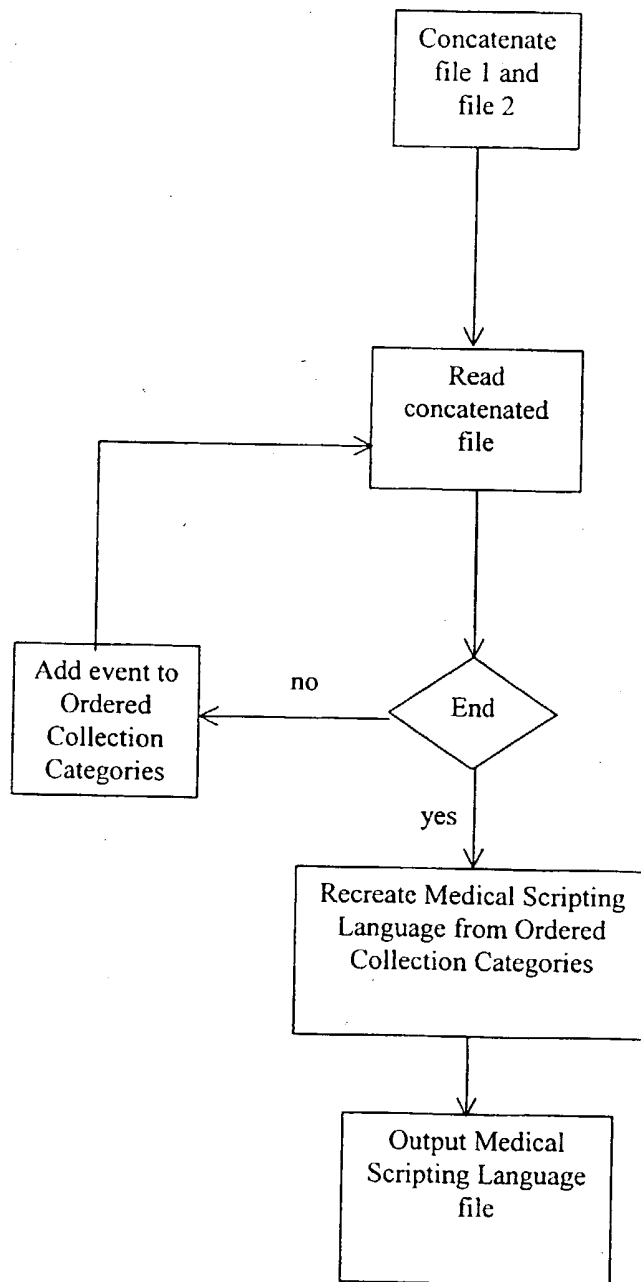 Concatenate
file 1 and
file 2
Read
concatenated
file
Add event to
Ordered
Collection
Categories
no
End
yes
Recreate Medical Scripting
Language from Ordered
Collection Categories
Output Medical
Scripting Language
file